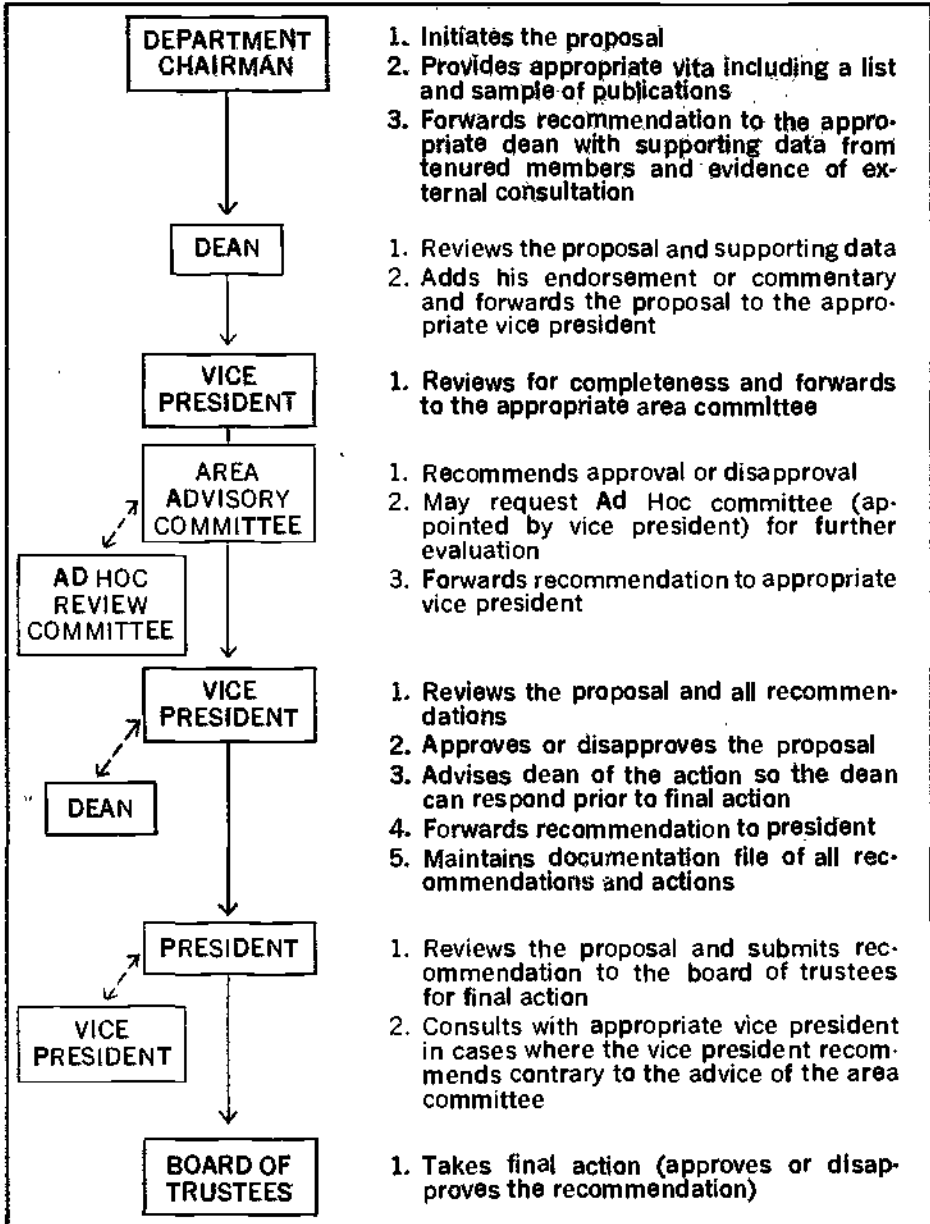 DEPARTMENT
CHAIRMAN
1. Initiates the proposal
2. Provides appropriate vita including a list
and sample of publications
3. Forwards recommendation to the appro-
priate dean with supporting data from
tenured members and evidence of ex-
ternal consultation
DEAN
1. Reviews the proposal and supporting data
2. Adds his endorsement or commentary
and forwards the proposal to the appro-
priate vice president
VICE
PRESIDENT
1. Reviews for completeness and forwards
to the appropriate area committee
AREA
ADVISORY
COMMITTEE
1. Recommends approval or disapproval
2. May request Ad Hoc committee (ap-
pointed by vice president) for further
evaluation
3. Forwards recommendation to appropriate
vice president
AD HOC
REVIEW
COMMITTEE
VICE
PRESIDENT
1. Reviews the proposal and all recommen-
dations
2. Approves or disapproves the proposal
3. Advises dean of the action so the dean
can respond prior to final action
4. Forwards recommendation to president
5. Maintains documentation file of all rec-
ommendations and actions
DEAN
PRESIDENT
1. Reviews the proposal and submits rec-
ommendation to the board of trustees
for final action
2. Consults with appropriate vice president
in cases where the vice president recom-
mends contrary to the advice of the area
committee
VICE
PRESIDENT
BOARD OF
TRUSTEES
1. Takes final action (approves or disap-
proves the recommendation)